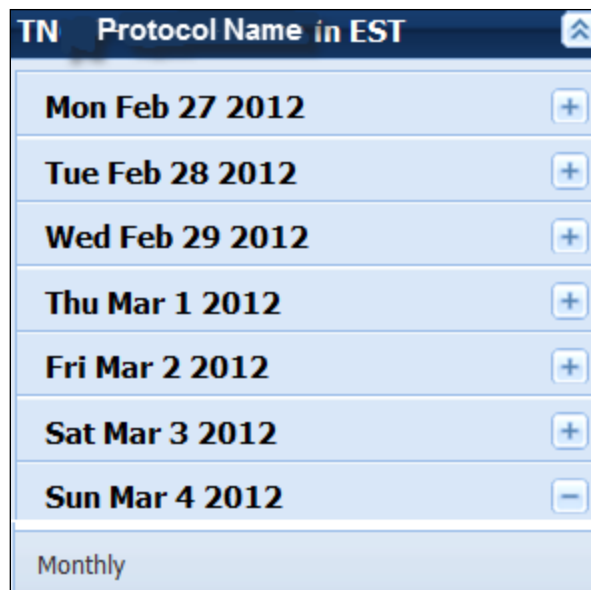 TN Protocol Name in EST
Mon Feb 27 2012
Tue Feb 28 2012
Wed Feb 29 2012
Thu Mar 1 2012
Fri Mar 2 2012
Sat Mar 3 2012
Sun Mar 4 2012
Monthly